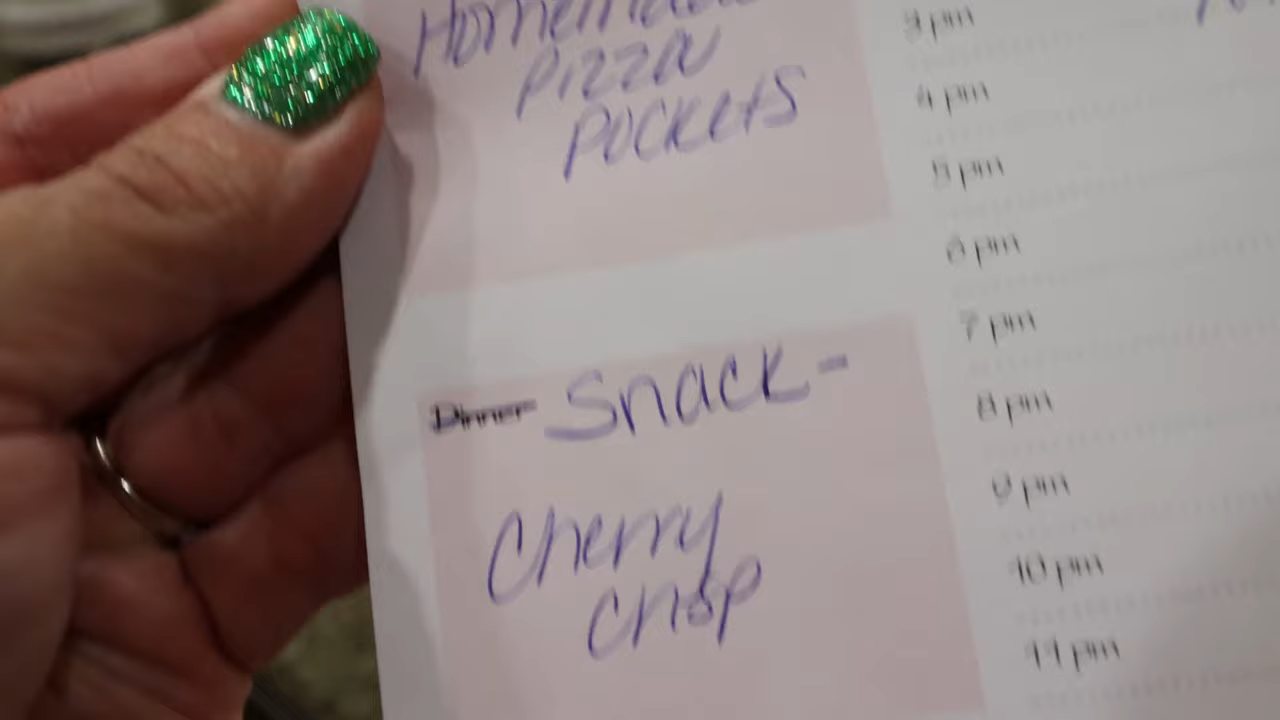 Homemade
Pizza
Pockets
Dinner Snack-
Cherry
Crisp
3 pm
4 pm
5 pm
6 pm
7 pm
8 pm
9 pm
10 pm
11 pm